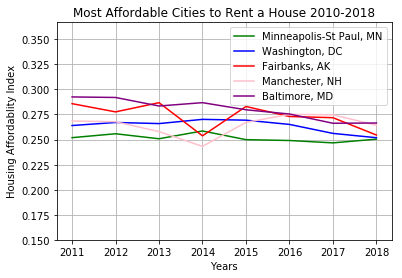 Most Affordable Cities to Rent a House 2010-2018
Minneapolis-St Paul, MN
Washington, DC
Fairbanks, AK
Manchester, NH
Baltimore, MD
Housing Affordablity Index
0.350
0.325
0.300
0.275
0.250
0.225
0.200
0.175
0.150
2011 2012 2013 2014 2015 2016 2017 2018
Years